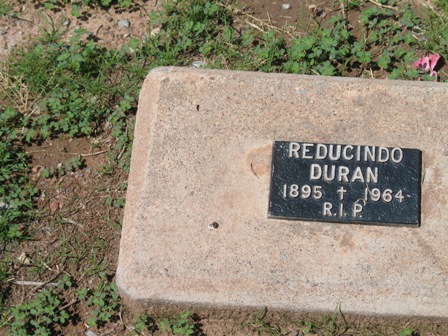 REDUCINDO
DURAN
1895 † 1964
R.I.P.